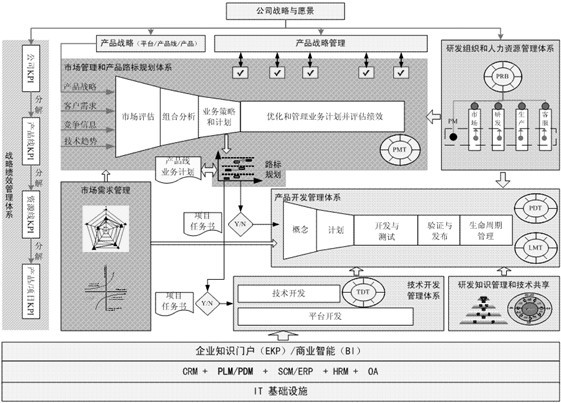 公司战略与愿景
产品战略（平台/产品线/产品）
产品战略管理
战略绩效管理体系
公司KPI
分解
产品线KPI
分解
资源线KPI
分解
产品/项目KPI
市场管理和产品路标规划体系
产品战略
客户需求
竞争信息
技术趋势
市场评估
组合分析
业务策略和计划
优化和管理业务计划并评估绩效
PMT
产品线业务计划
路标规划
研发组织和人力资源管理体系
PRB
PM
市场
研发
生产
客服
市场需求管理
项目任务书
Y/N
产品开发管理体系
概念
计划
开发与测试
验证与发布
生命周期管理
PDT
LMT
项目任务书
Y/N
技术开发
TDT
技术开发管理体系
平台开发
研发知识管理和技术共享
企业知识门户（EKP）/商业智能（BI）
CRM + PLM/PDM + SCM/ERP + HRM + OA
IT 基础设施